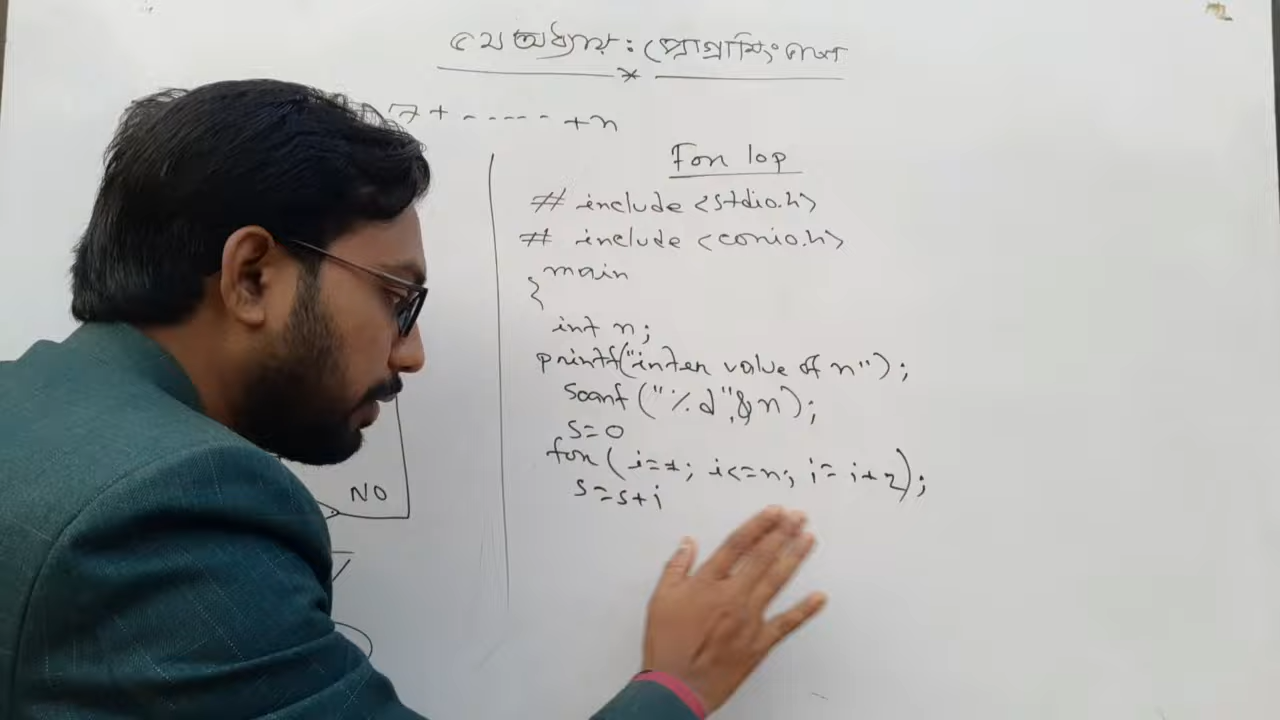 ৫ম অধ্যায় : প্রোগ্রামিং ভাষা
7 + ----- + n
For lop
# include <stdio.h>
# include <conio.h>
main
{
int n;
printf("inter value of n");
Scanf ("%d",&n);
S=0
NO
for ( i=1; i<=n; i= i+2);
S=S+i